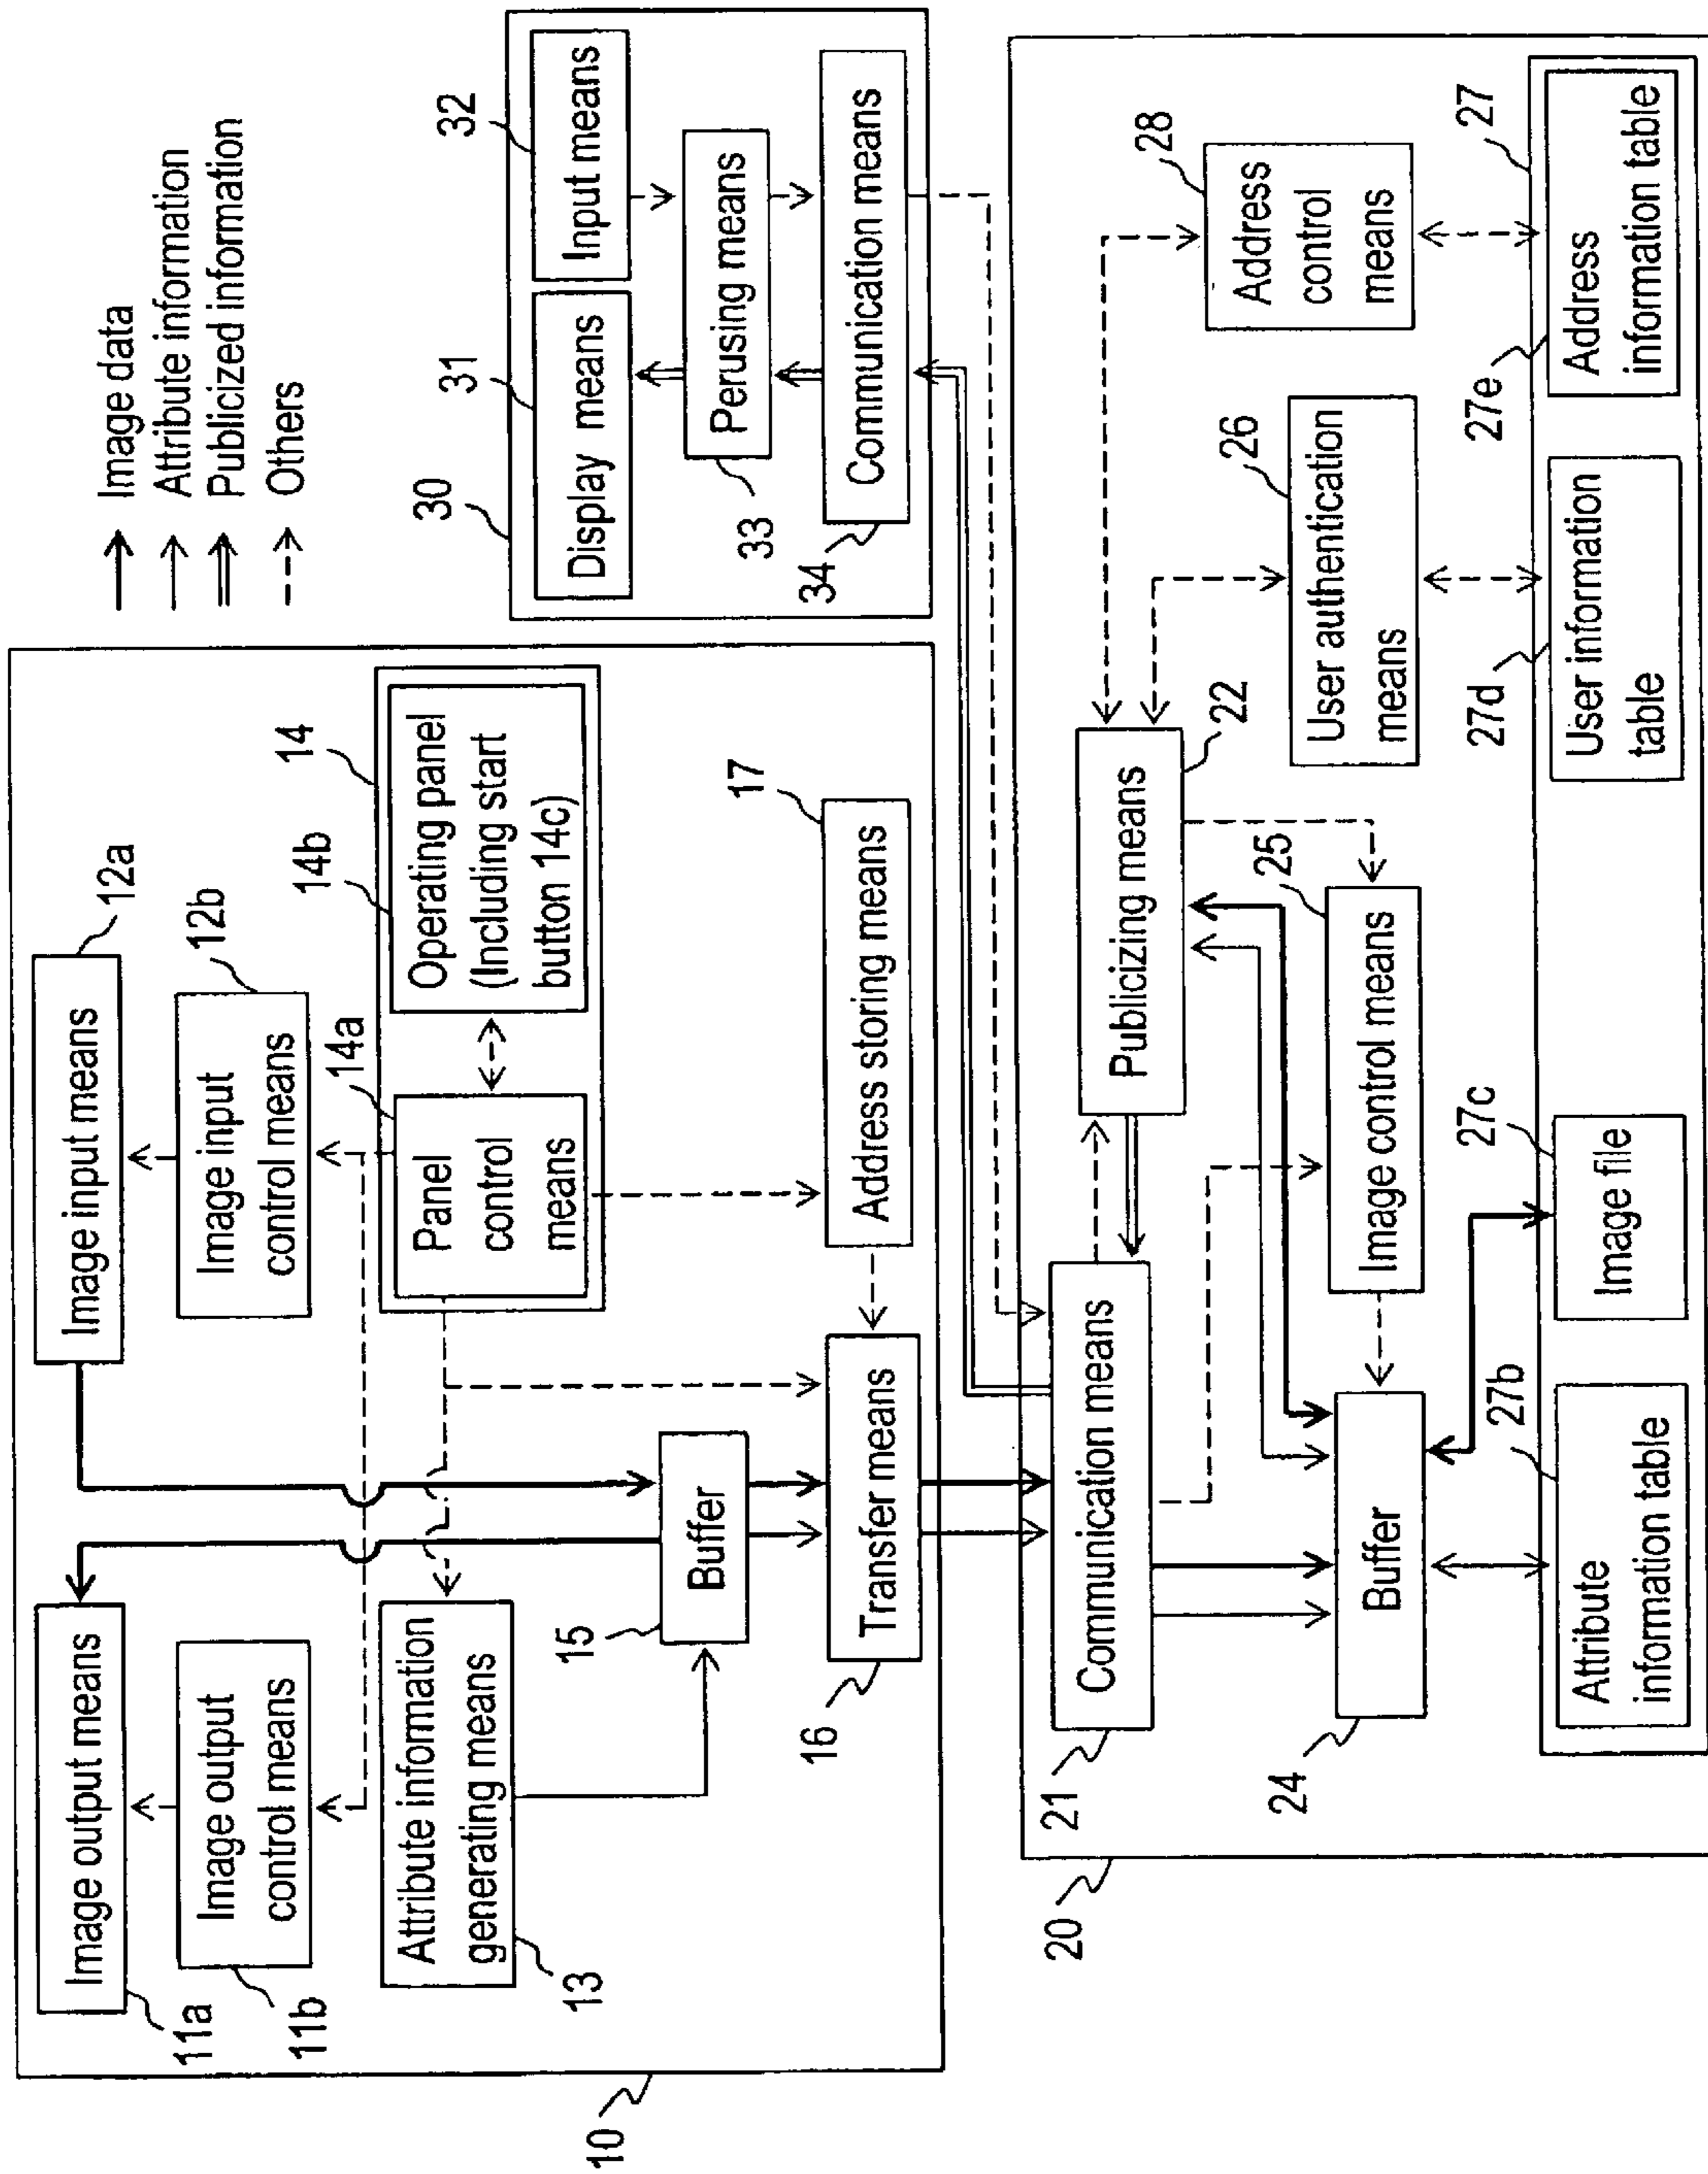 Image data
Attribute information
Publicized information
Others
10
Image output means
11a
Image output
control means
11b
Attribute information
generating means
13
Image input means
12a
Image input
control means
12b
14
14a
Panel
control
means
14b
Operating panel
(Including start
button 14c)
Buffer
15
Transfer means
16
Address storing means
17
30
31
Display means
32
Input means
Perusing means
33
Communication means
34
20
Communication means
21
Publicizing means
22
Buffer
24
Image control means
25
User authentication
means
26
Address
control
means
28
27
Attribute
information table
27b
Image file
27c
User information
table
27d
Address
information table
27e